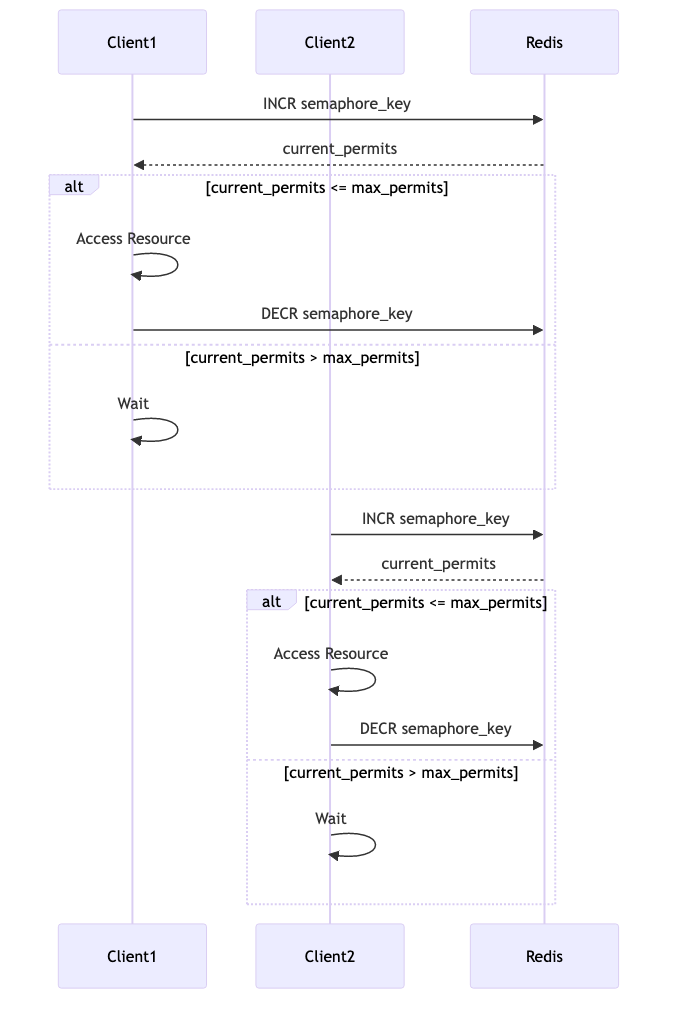 Client1
Client2
Redis
INCR semaphore_key
current_permits
alt
[current_permits <= max_permits]
Access Resource
DECR semaphore_key
[current_permits > max_permits]
Wait
INCR semaphore_key
current_permits
alt
[current_permits <= max_permits]
Access Resource
DECR semaphore_key
[current_permits > max_permits]
Wait
Client1
Client2
Redis